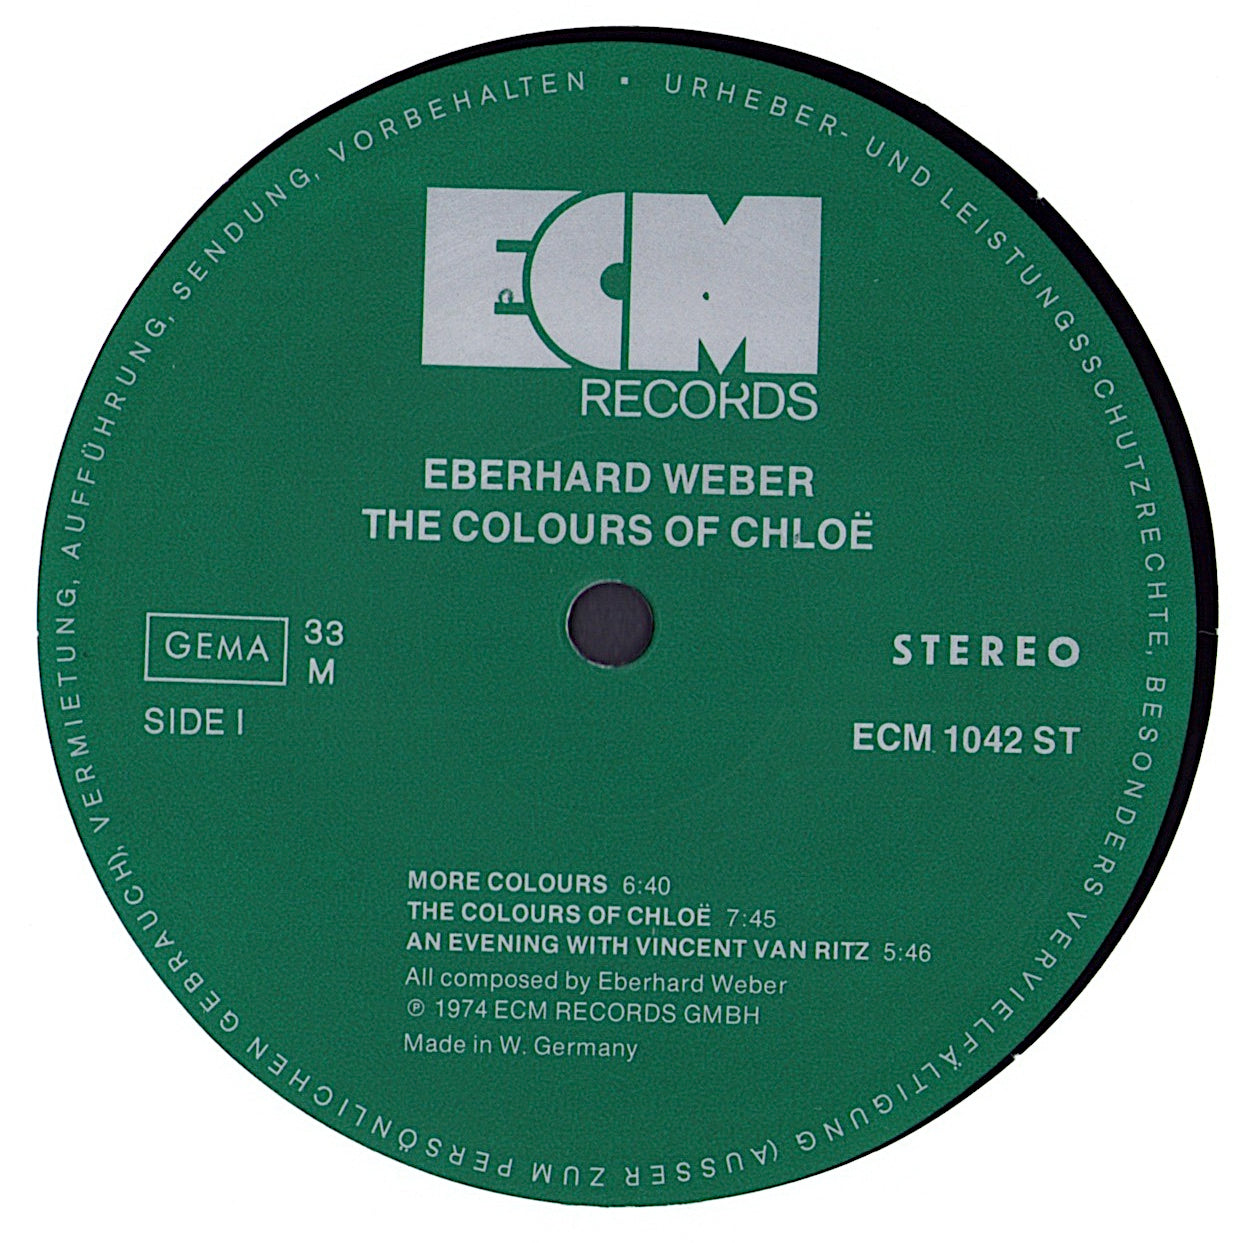 ECM
RECORDS
EBERHARD WEBER
THE COLOURS OF CHLOË
GEMA
33
M
SIDE I
STEREO
ECM 1042 ST
MORE COLOURS 6:40
THE COLOURS OF CHLOË 7:45
AN EVENING WITH VINCENT VAN RITZ 5:46
All composed by Eberhard Weber
℗ 1974 ECM RECORDS GMBH
Made in W. Germany
URHEBER- UND LEISTUNGSSCHUTZRECHTE, BESONDERS VERVIELFÄLTIGUNG (AUSSER ZUM PERSÖNLICHEN GEBRAUCH), VERMIETUNG, AUFFÜHRUNG, SENDUNG, VORBEHALTEN ▪